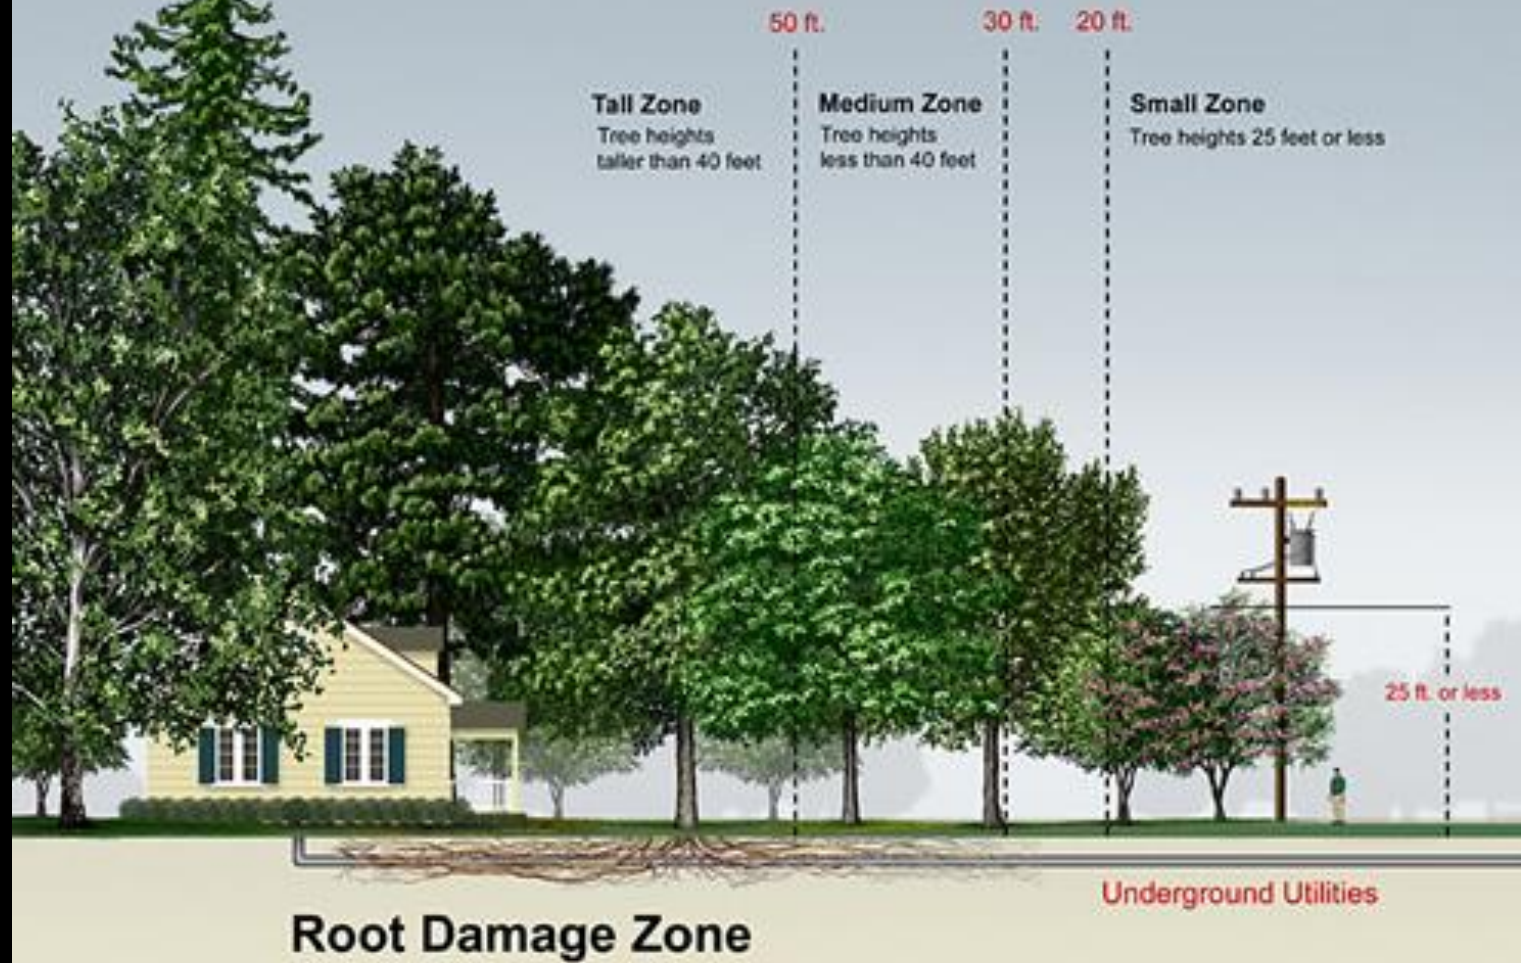 50 ft.
30 ft.
20 ft.
Tall Zone
Tree heights
taller than 40 feet
Medium Zone
Tree heights
less than 40 feet
Small Zone
Tree heights 25 feet or less
25 ft. or less
Underground Utilities
Root Damage Zone